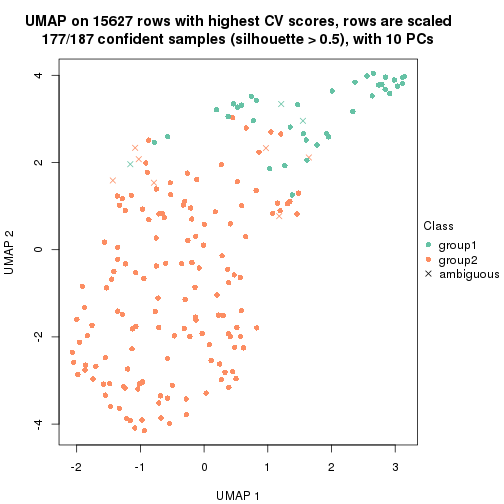 UMAP on 15627 rows with highest CV scores, rows are scaled
177/187 confident samples (silhouette > 0.5), with 10 PCs
4
2
0
-2
-4
UMAP 2
-2
-1
0
1
2
3
UMAP 1
Class
group1
group2
ambiguous